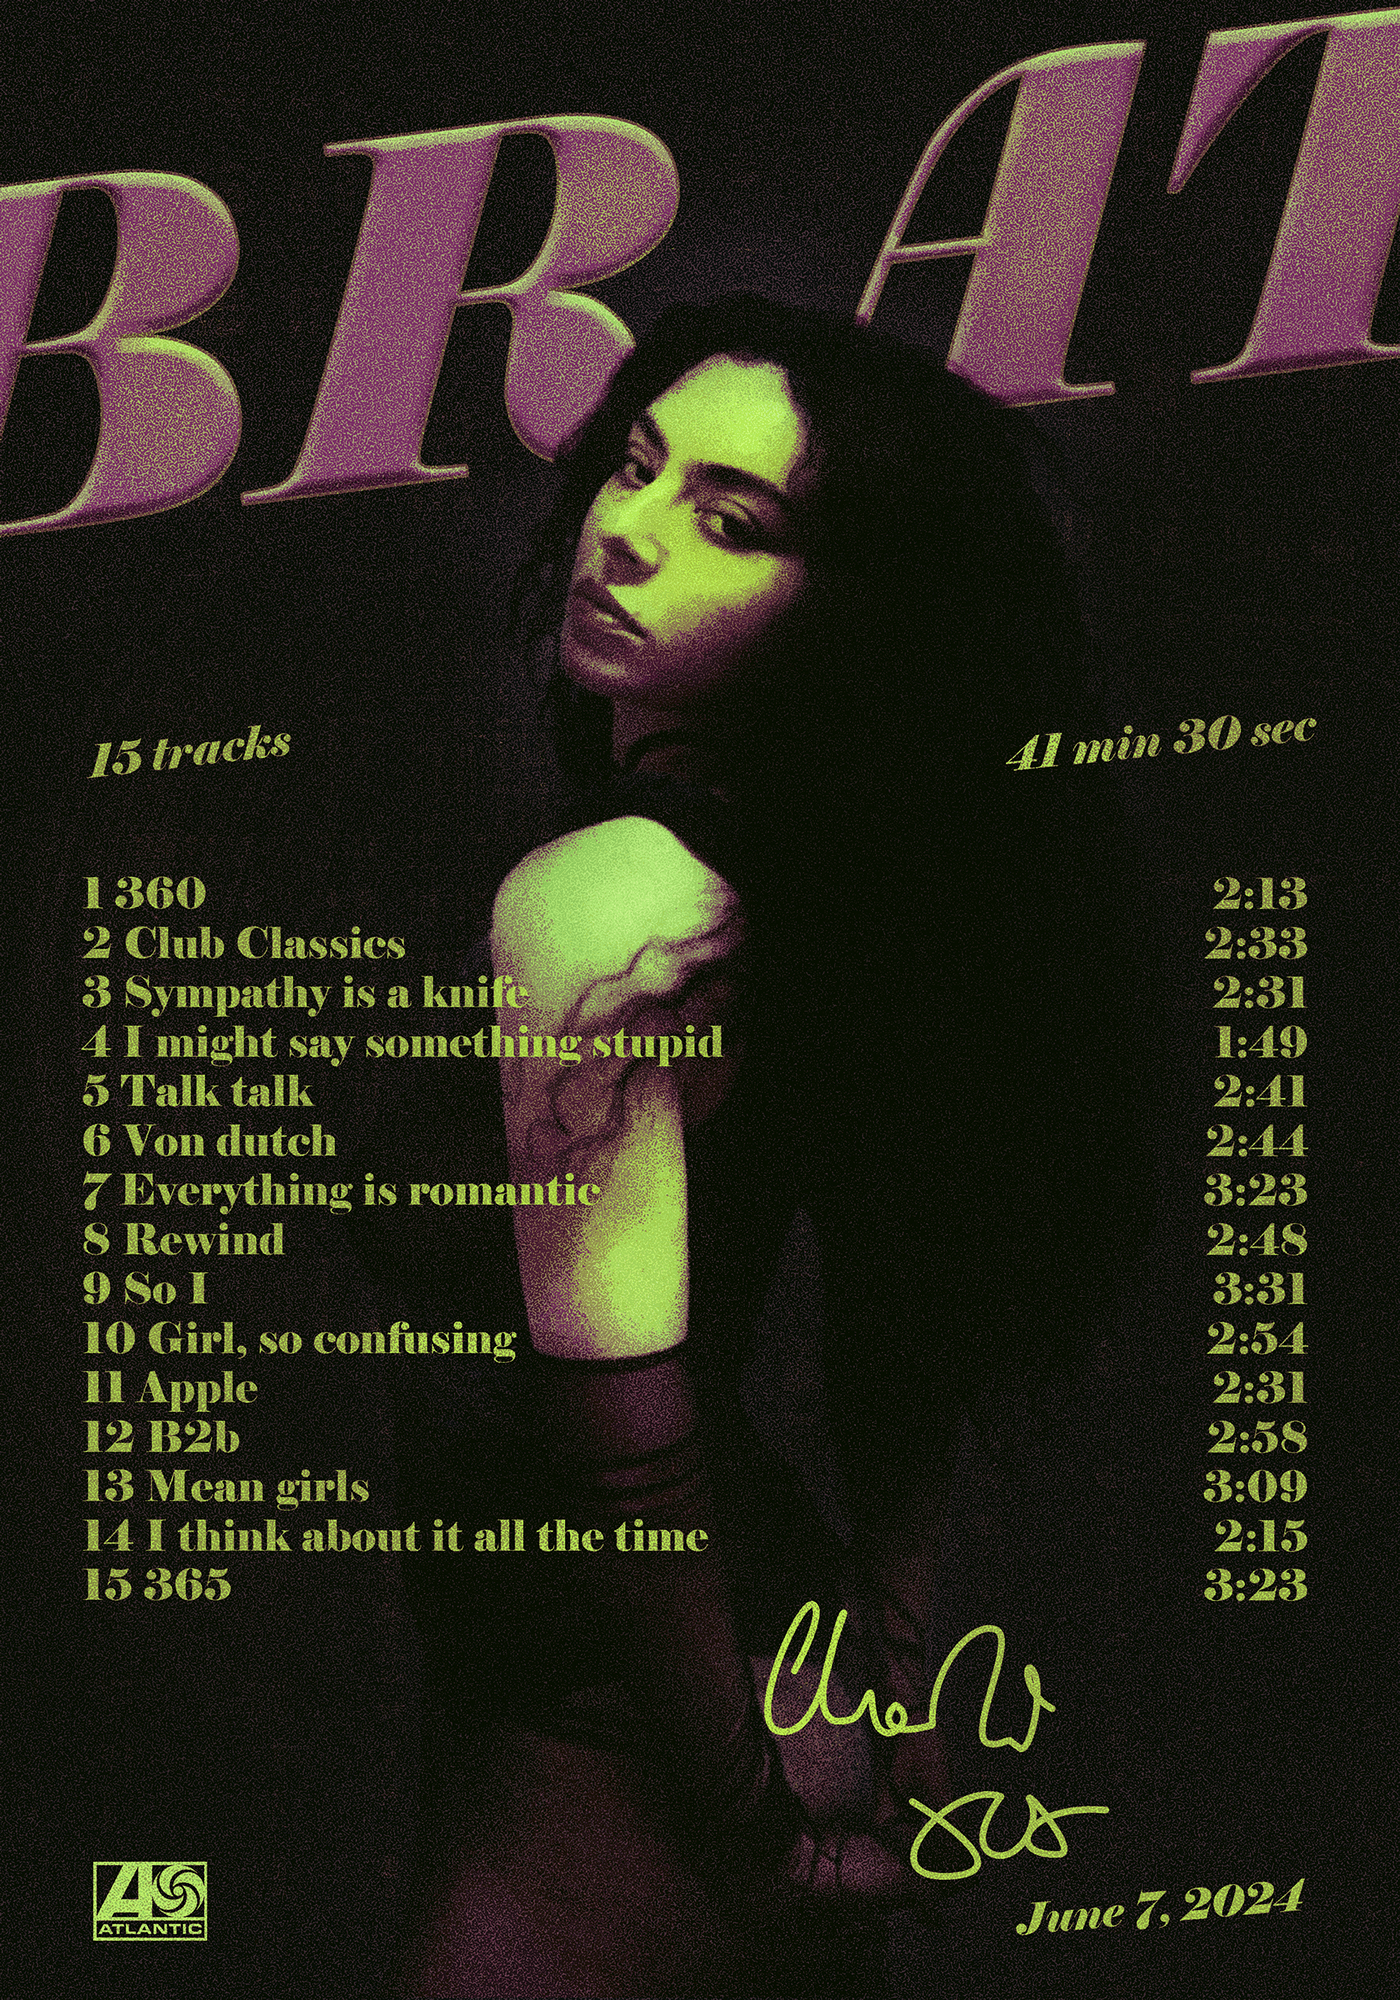 BRAT
15 tracks
41 min 30 sec
1 360 2:13
2 Club Classics 2:33
3 Sympathy is a knife 2:31
4 I might say something stupid 1:49
5 Talk talk 2:41
6 Von dutch 2:44
7 Everything is romantic 3:23
8 Rewind 2:48
9 So I 3:31
10 Girl, so confusing 2:54
11 Apple 2:31
12 B2b 2:58
13 Mean girls 3:09
14 I think about it all the time 2:15
15 365 3:23
June 7, 2024
ATLANTIC